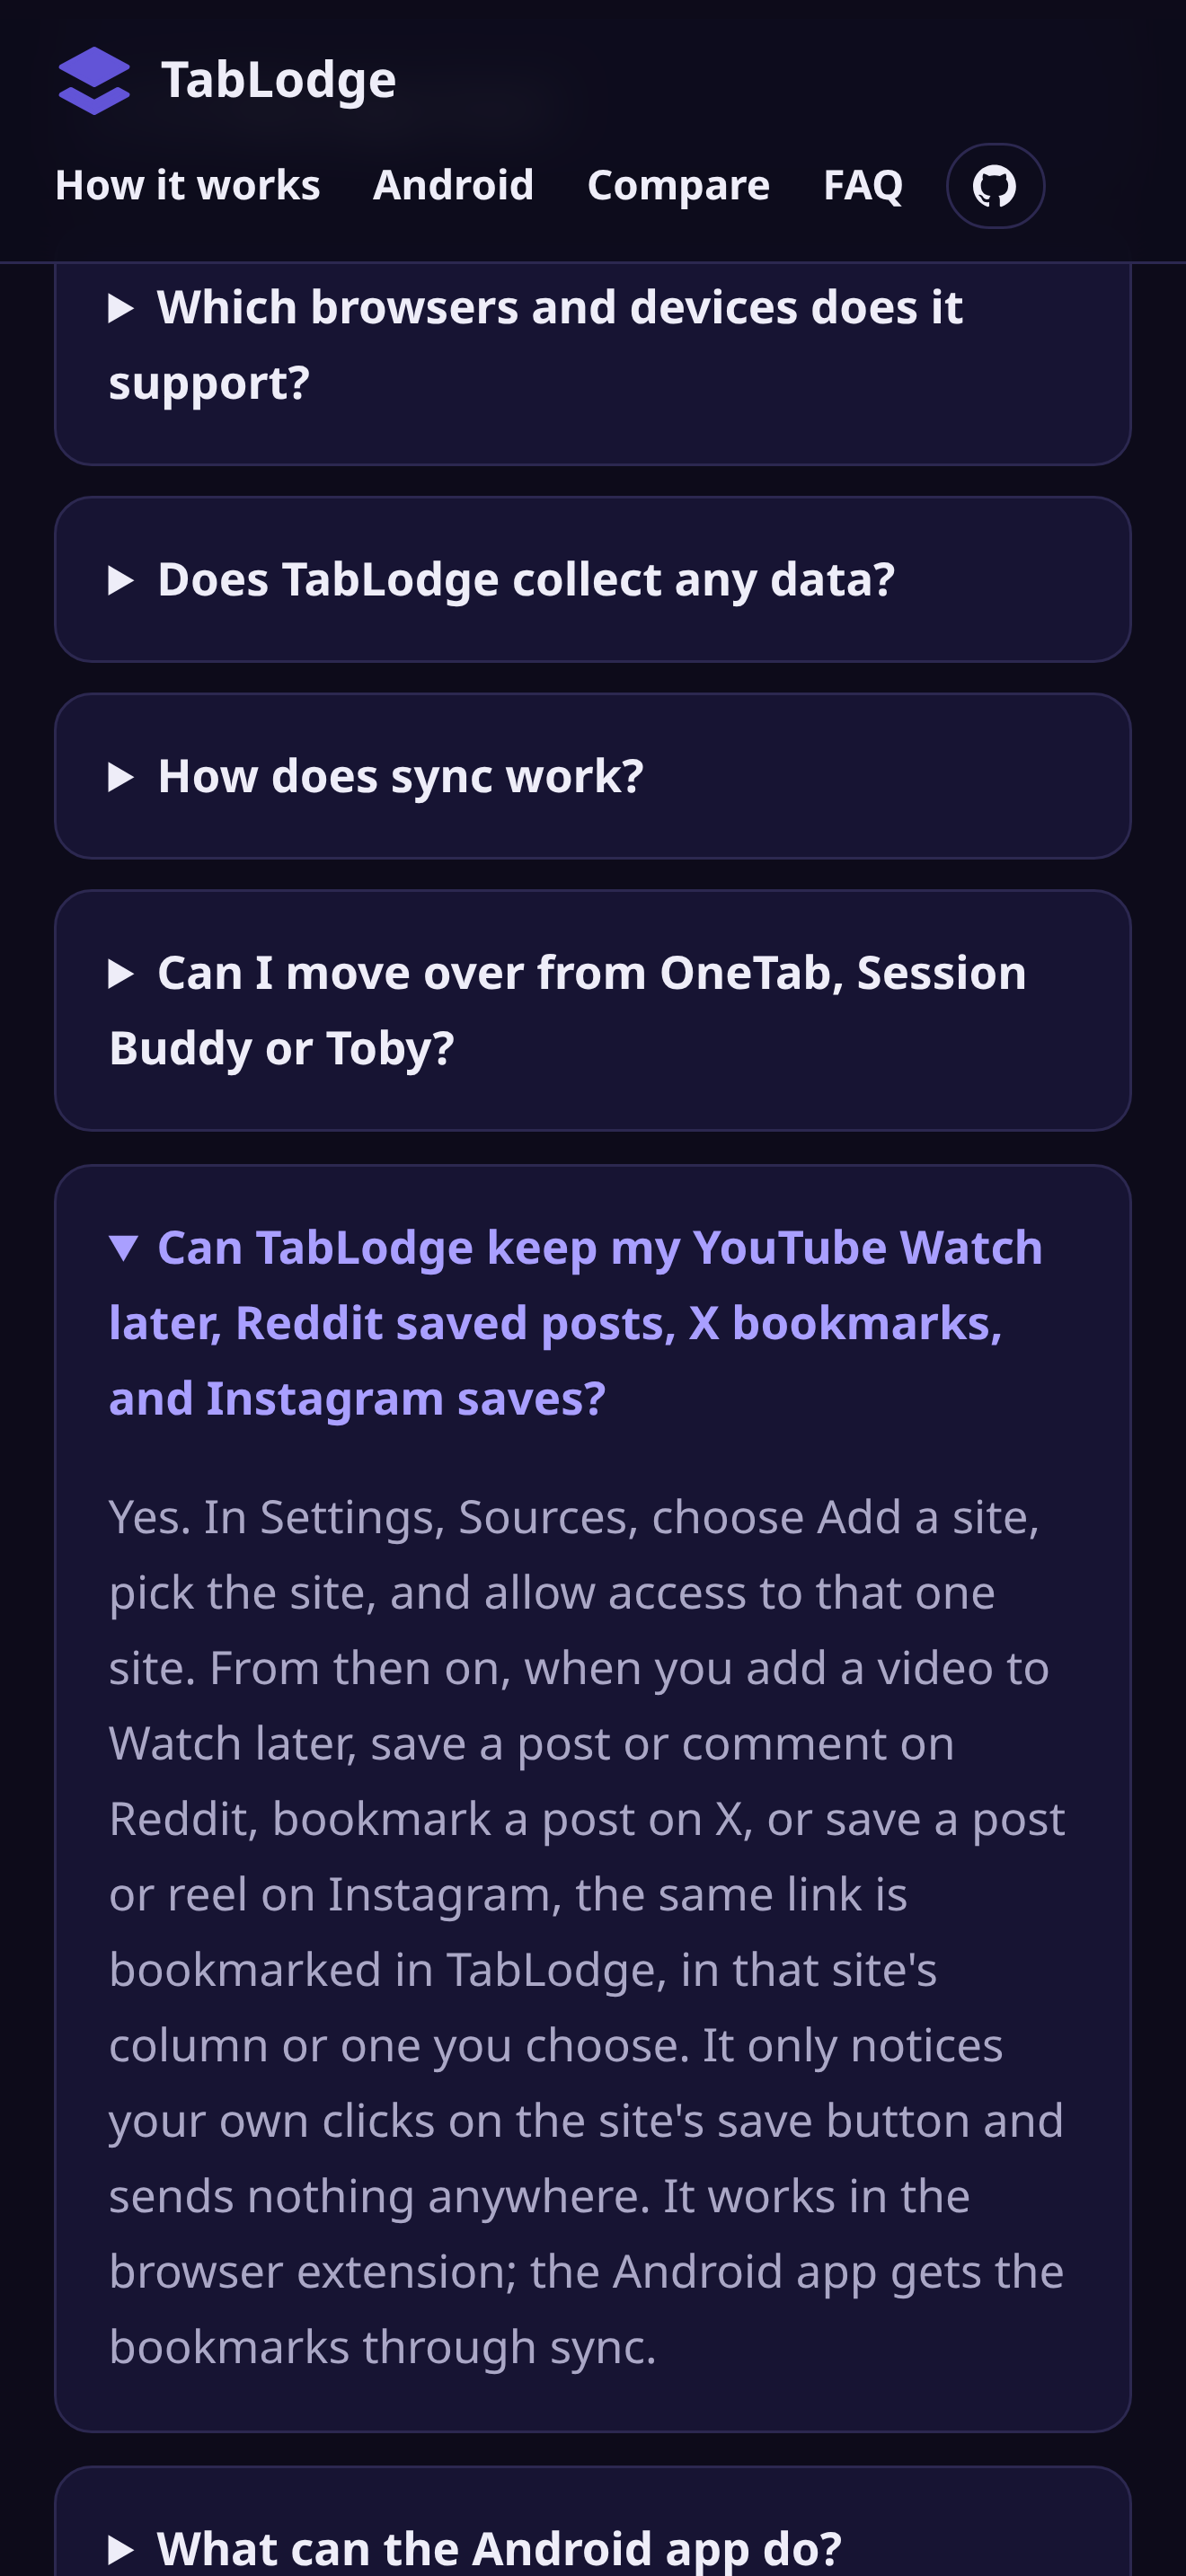 TabLodge
How it works Android Compare FAQ
Which browsers and devices does it
support?
Does TabLodge collect any data?
How does sync work?
Can I move over from OneTab, Session
Buddy or Toby?
Can TabLodge keep my YouTube Watch
later, Reddit saved posts, X bookmarks,
and Instagram saves?
Yes. In Settings, Sources, choose Add a site,
pick the site, and allow access to that one
site. From then on, when you add a video to
Watch later, save a post or comment on
Reddit, bookmark a post on X, or save a post
or reel on Instagram, the same link is
bookmarked in TabLodge, in that site's
column or one you choose. It only notices
your own clicks on the site's save button and
sends nothing anywhere. It works in the
browser extension; the Android app gets the
bookmarks through sync.
What can the Android app do?